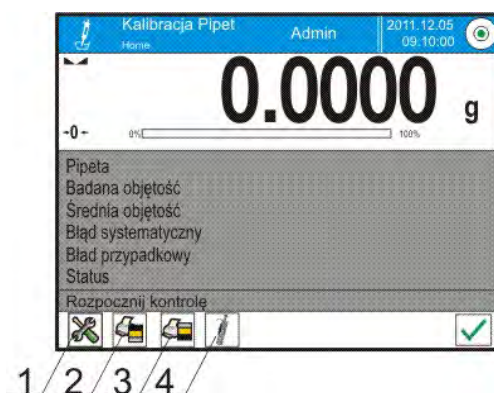 Kalibracja Pipet Admin 2011.12.05
Home 09:10:00
0.0000 g
-0- 0% 100%
Pipeta
Badana objętość
Średnia objętość
Błąd systematyczny
Bład przypadkowy
Status
Rozpocznij kontrolę
1 2 3 4